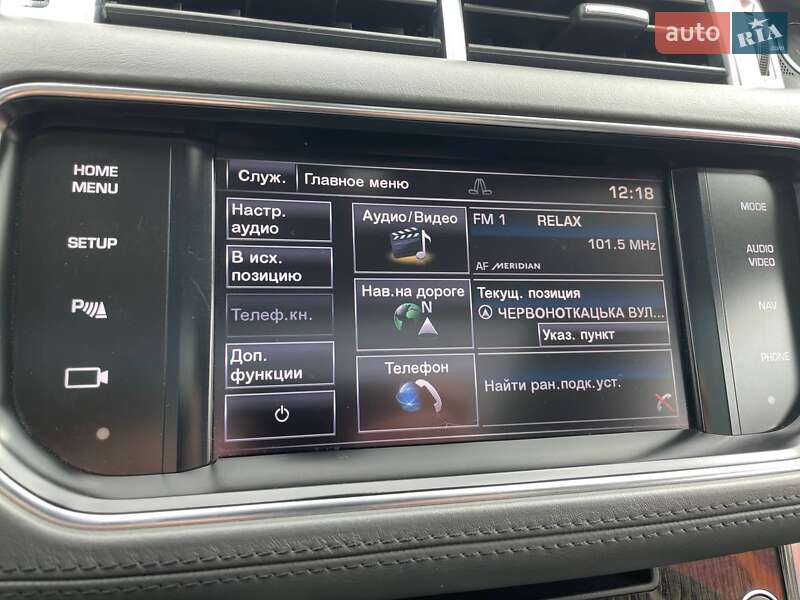 auto RIA
.com
HOME
MENU
SETUP
P
Служ.
Главное меню
12:18
Настр.
аудио
В исх.
позицию
Телеф.кн.
Доп.
функции
Аудио/Видео
Нав.на дороге
N
Телефон
FM 1 RELAX
101.5 MHz
AF MERIDIAN
Текущ. позиция
ЧЕРВОНОТКАЦЬКА ВУЛ...
Указ. пункт
Найти ран.подк.уст.
MODE
AUDIO
VIDEO
NAV
PHONE